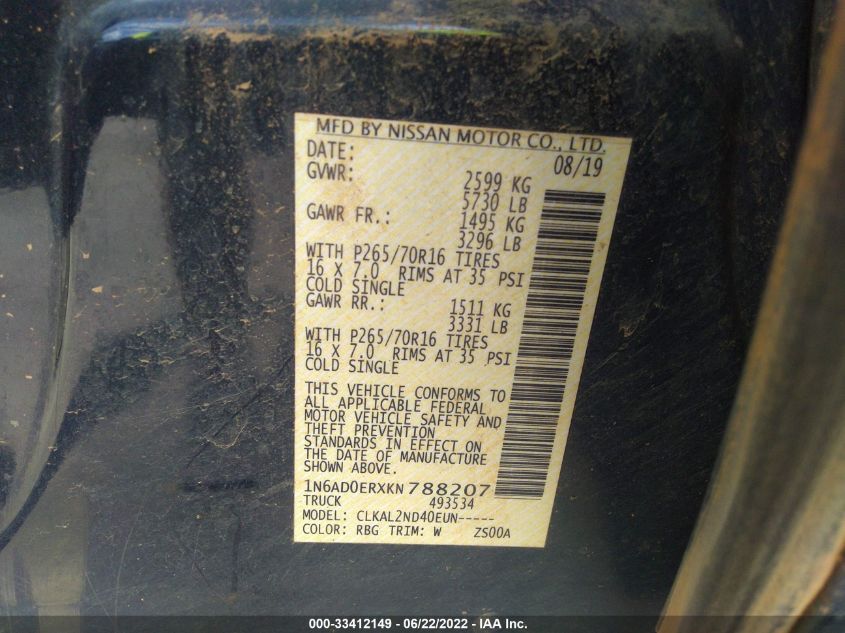 MFD BY NISSAN MOTOR CO., LTD.
DATE: 08/19
GVWR: 2599 KG
5730 LB
GAWR FR.: 1495 KG
3296 LB
WITH P265/70R16 TIRES
16 X 7.0 RIMS AT 35 PSI
COLD SINGLE
GAWR RR.: 1511 KG
3331 LB
WITH P265/70R16 TIRES
16 X 7.0 RIMS AT 35 PSI
COLD SINGLE
THIS VEHICLE CONFORMS TO
ALL APPLICABLE FEDERAL
MOTOR VEHICLE SAFETY AND
THEFT PREVENTION
STANDARDS IN EFFECT ON
THE DATE OF MANUFACTURE
SHOWN ABOVE.
1N6AD0ERXKN788207
TRUCK 493534
MODEL: CLKAL2ND40EUN-----
COLOR: RBG TRIM: W ZS00A
000-33412149 - 06/22/2022 - IAA Inc.